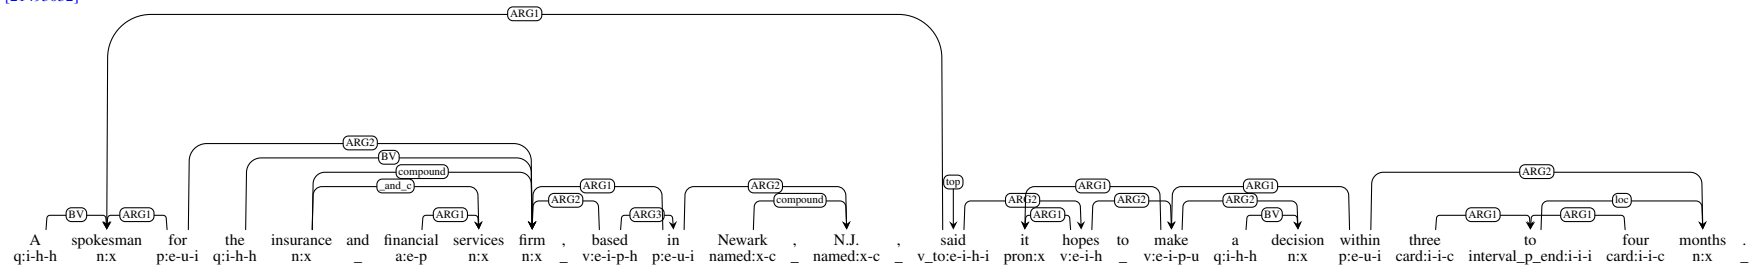 ARG1
ARG2
BV
compound
_and_c ARG1 ARG2 top ARG1 ARG1 ARG2
ARG2 compound ARG2 ARG2 loc
BV ARG1 ARG1 ARG3 ARG1 BV ARG1 ARG1
A spokesman for the insurance and financial services firm , based in Newark , N.J. , said it hopes to make a decision within three to four months .
q:i-h-h n:x p:e-u-i q:i-h-h n:x _ a:e-p n:x n:x _ v:e-i-p-h p:e-u-i named:x-c _ named:x-c _ v_to:e-i-h-i pron:x v:e-i-h _ v:e-i-p-u q:i-h-h n:x p:e-u-i card:i-i-c interval_p_end:i-i-i card:i-i-c n:x _